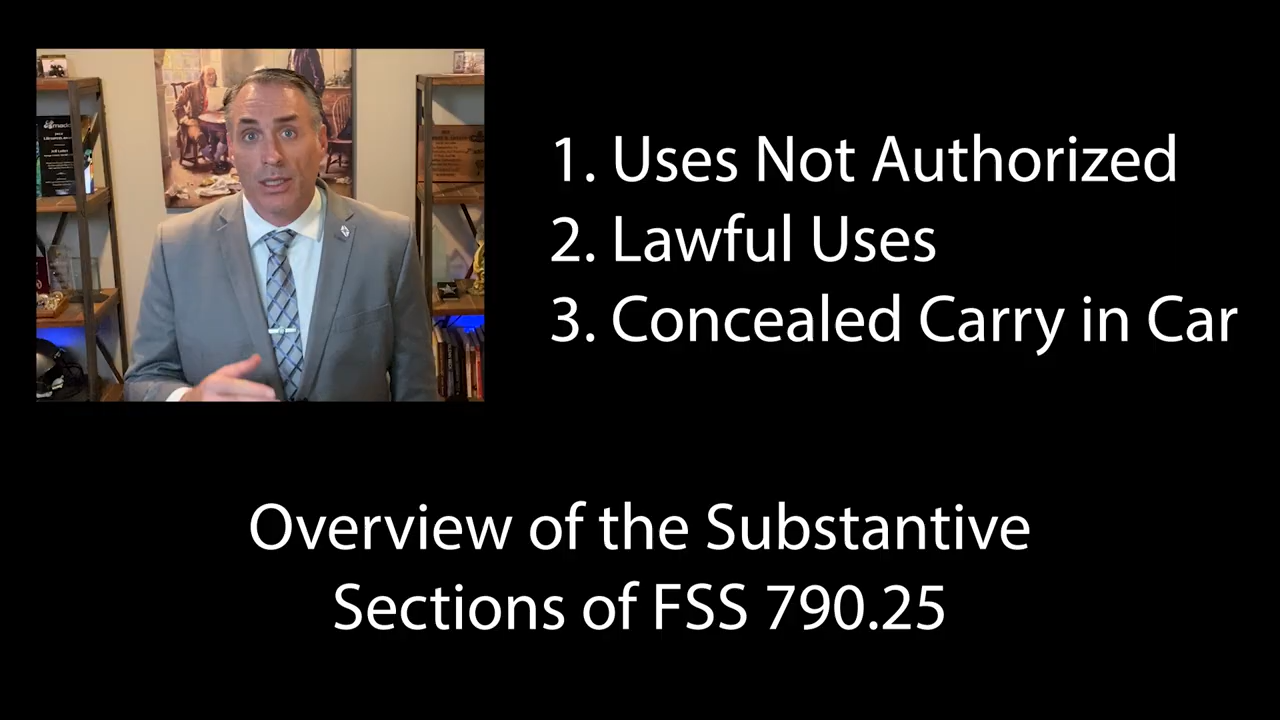 1. Uses Not Authorized
2. Lawful Uses
3. Concealed Carry in Car
Overview of the Substantive
Sections of FSS 790.25